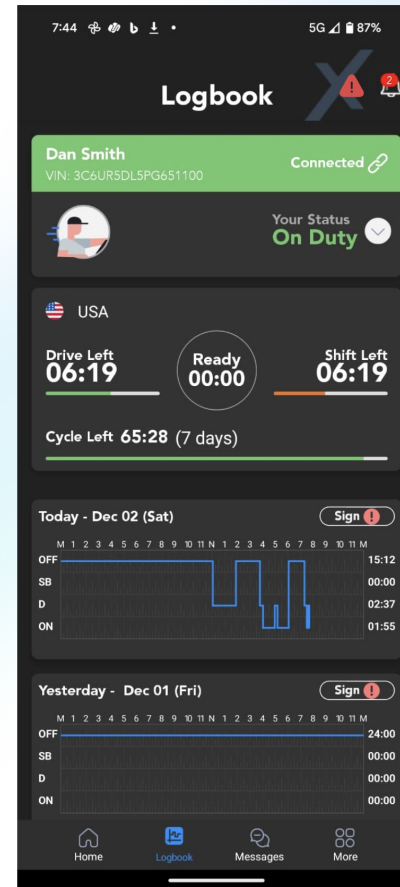 7:44 5G 87%
Logbook
2
Dan Smith
VIN: 3C6UR5DL5PG651100
Connected
Your Status
On Duty
USA
Drive Left
06:19
Ready
00:00
Shift Left
06:19
Cycle Left 65:28 (7 days)
Today - Dec 02 (Sat) Sign
M 1 2 3 4 5 6 7 8 9 10 11 N 1 2 3 4 5 6 7 8 9 10 11 M
OFF 15:12
SB 00:00
D 02:37
ON 01:55
Yesterday - Dec 01 (Fri) Sign
M 1 2 3 4 5 6 7 8 9 10 11 N 1 2 3 4 5 6 7 8 9 10 11 M
OFF 24:00
SB 00:00
D 00:00
ON 00:00
Home Logbook Messages More